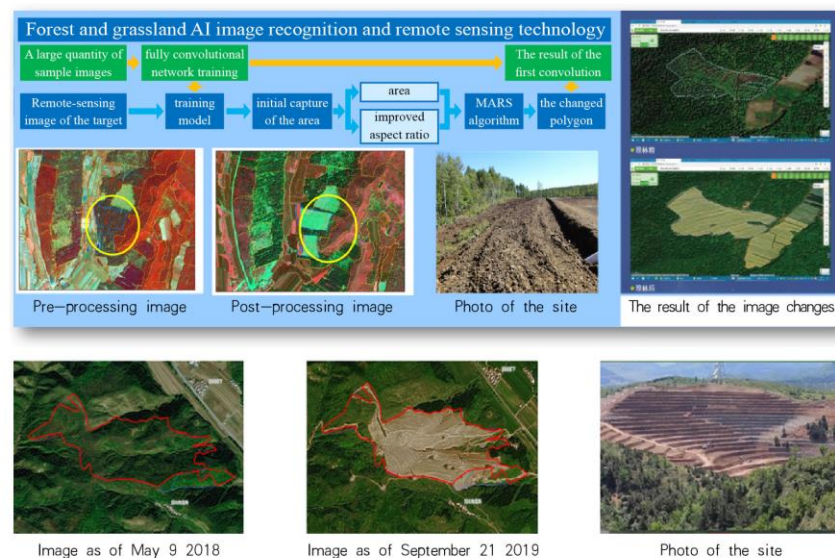 Forest and grassland AI image recognition and remote sensing technology
A large quantity of
sample images
fully convolutional
network training
The result of the
first convolution
Remote-sensing
image of the target
training
model
initial capture
of the area
area
improved
aspect ratio
MARS
algorithm
the changed
polygon
Pre-processing image
Post-processing image
Photo of the site
The result of the image changes
Image as of May 9 2018
Image as of September 21 2019
Photo of the site